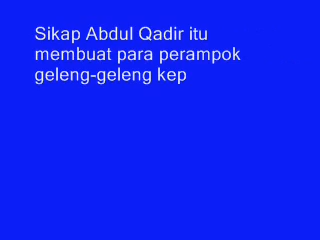 Sikap Abdul Qadir itu
membuat para perampok
geleng-geleng kep